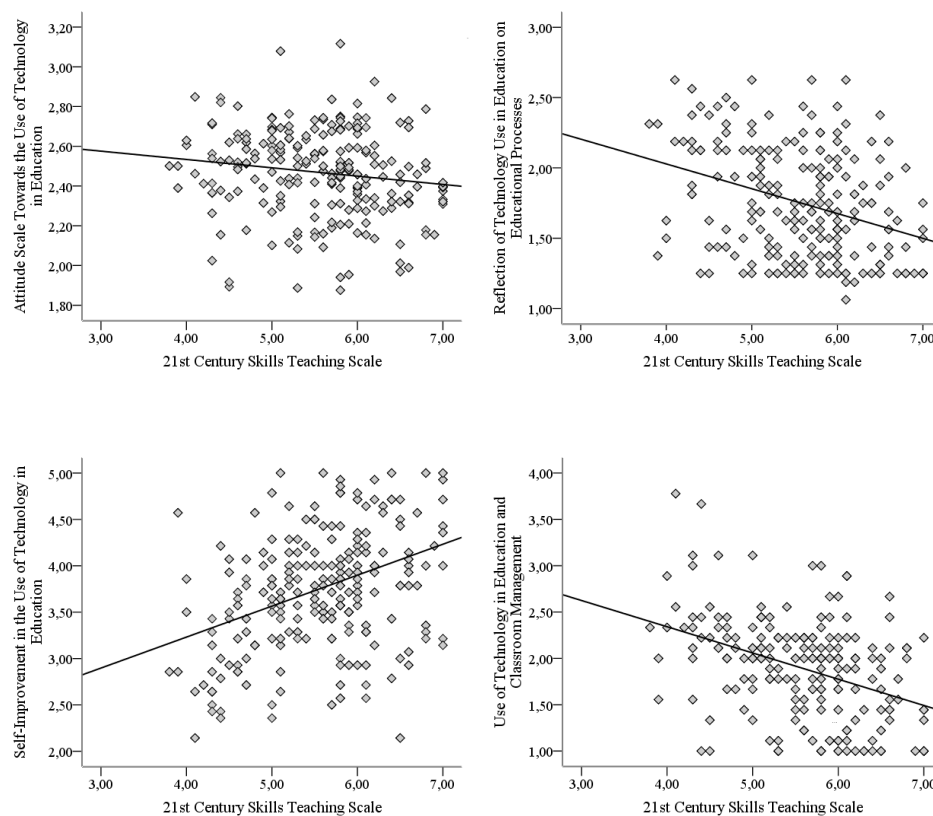 Attitude Scale Towards the Use of Technology
in Education
3,20
3,00
2,80
2,60
2,40
2,20
2,00
1,80
3,00 4,00 5,00 6,00 7,00
21st Century Skills Teaching Scale
Reflection of Technology Use in Education on
Educational Processes
3,00
2,50
2,00
1,50
1,00
3,00 4,00 5,00 6,00 7,00
21st Century Skills Teaching Scale
Self-Improvement in the Use of Technology in
Education
5,00
4,50
4,00
3,50
3,00
2,50
2,00
3,00 4,00 5,00 6,00 7,00
21st Century Skills Teaching Scale
Use of Technology in Education and
Classroom Management
4,00
3,50
3,00
2,50
2,00
1,50
1,00
3,00 4,00 5,00 6,00 7,00
21st Century Skills Teaching Scale